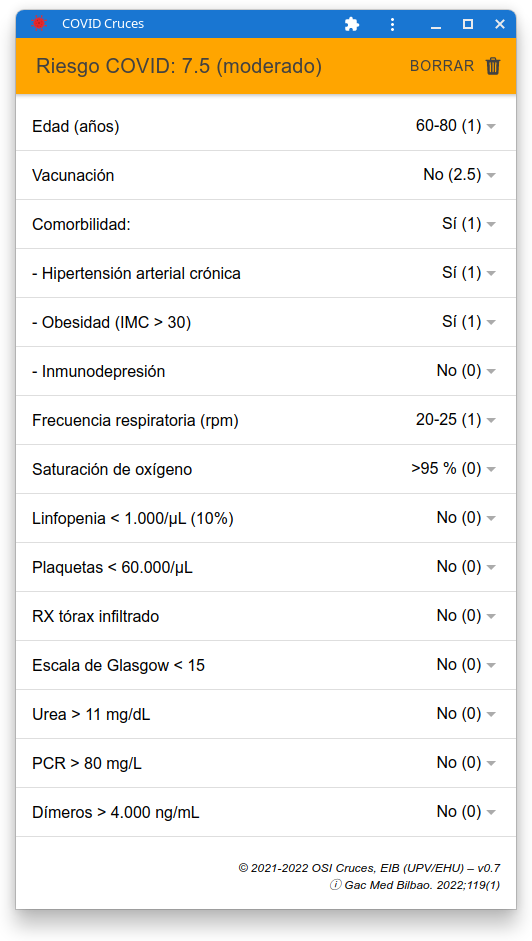 COVID Cruces
Riesgo COVID: 7.5 (moderado) BORRAR
Edad (años) 60-80 (1)
Vacunación No (2.5)
Comorbilidad: Sí (1)
- Hipertensión arterial crónica Sí (1)
- Obesidad (IMC > 30) Sí (1)
- Inmunodepresión No (0)
Frecuencia respiratoria (rpm) 20-25 (1)
Saturación de oxígeno >95 % (0)
Linfopenia < 1.000/µL (10%) No (0)
Plaquetas < 60.000/µL No (0)
RX tórax infiltrado No (0)
Escala de Glasgow < 15 No (0)
Urea > 11 mg/dL No (0)
PCR > 80 mg/L No (0)
Dímeros > 4.000 ng/mL No (0)
© 2021-2022 OSI Cruces, EIB (UPV/EHU) – v0.7
ⓘ Gac Med Bilbao. 2022;119(1)